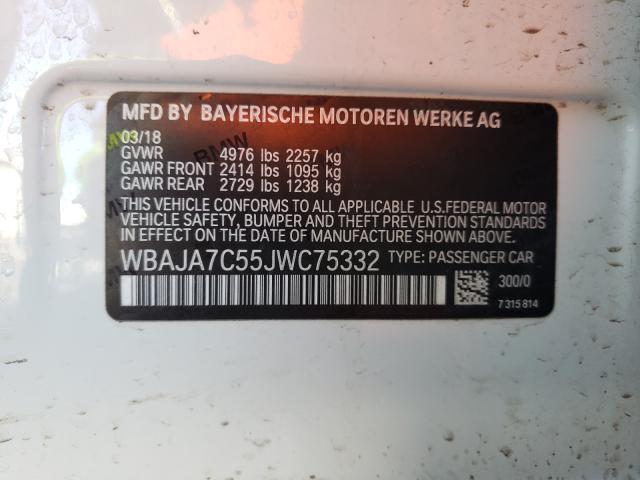 MFD BY BAYERISCHE MOTOREN WERKE AG
03/18
GVWR 4976 lbs 2257 kg
GAWR FRONT 2414 lbs 1095 kg
GAWR REAR 2729 lbs 1238 kg
THIS VEHICLE CONFORMS TO ALL APPLICABLE U.S.FEDERAL MOTOR
VEHICLE SAFETY, BUMPER AND THEFT PREVENTION STANDARDS
IN EFFECT ON THE DATE OF MANUFACTURE SHOWN ABOVE.
WBAJA7C55JWC75332 TYPE: PASSENGER CAR
300/0
7 315 814
BMW